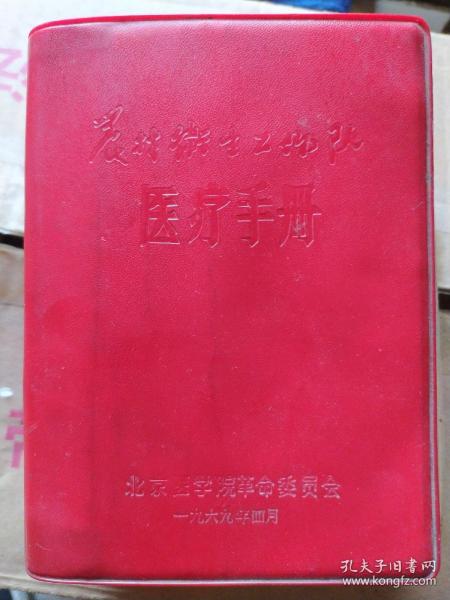 农村衛生工作队
医疗手册
北京医学院革命委员会
一九六九年四月
孔夫子旧书网
www.kongfz.com